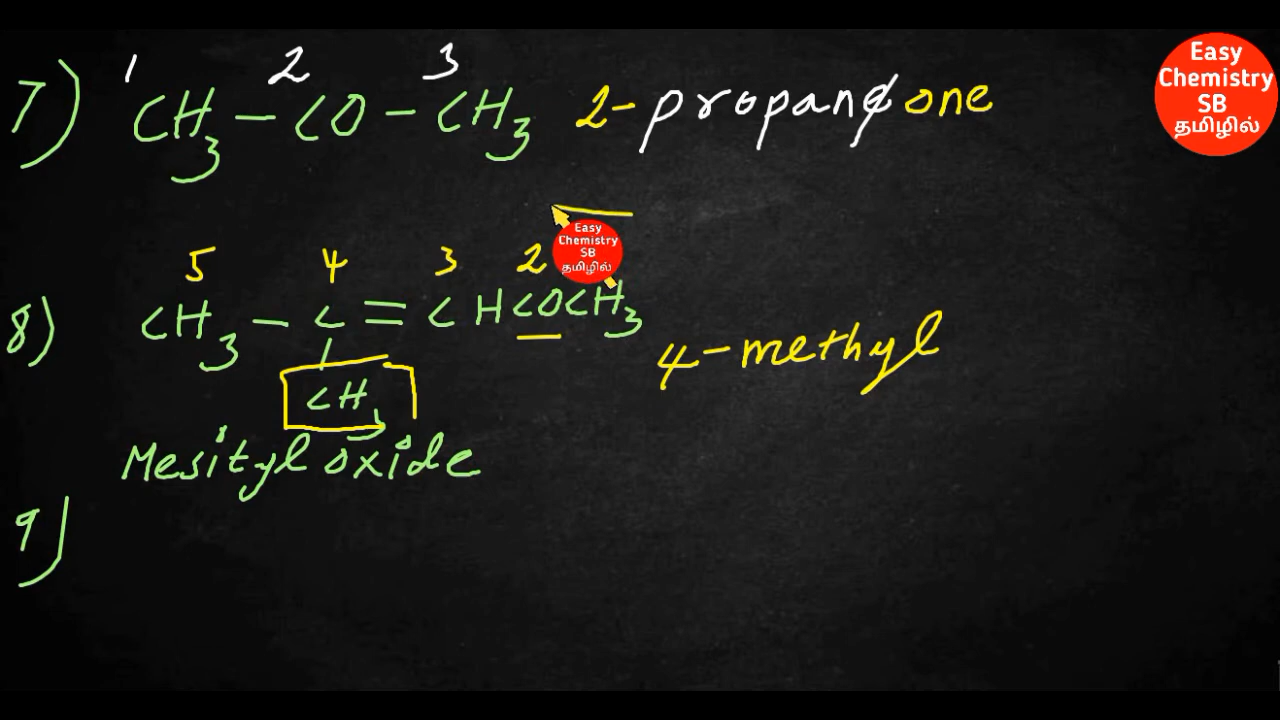 Easy
Chemistry
SB
தமிழில்
1 2 3
7) CH3 – CO – CH3 2-propaneone
Easy
Chemistry
SB
தமிழில்
5 4 3 2
8) CH3 – C = CHCOCH3 4-methyl
CH3
Mesityl oxide
9)